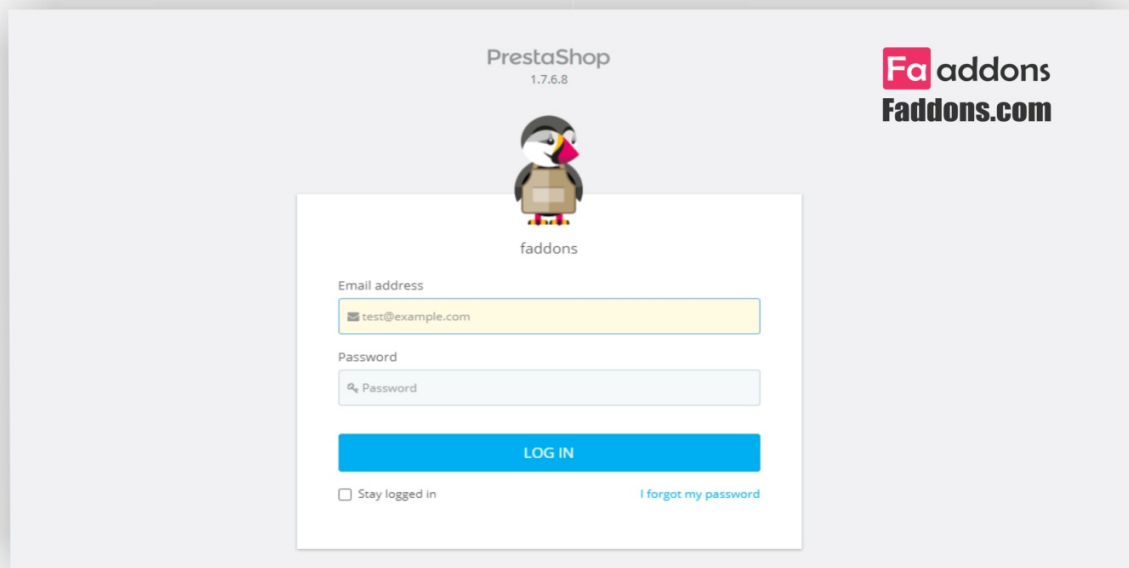 PrestaShop
1.7.6.8
Fa addons
Faddons.com
faddons
Email address
test@example.com
Password
Password
LOG IN
Stay logged in
I forgot my password